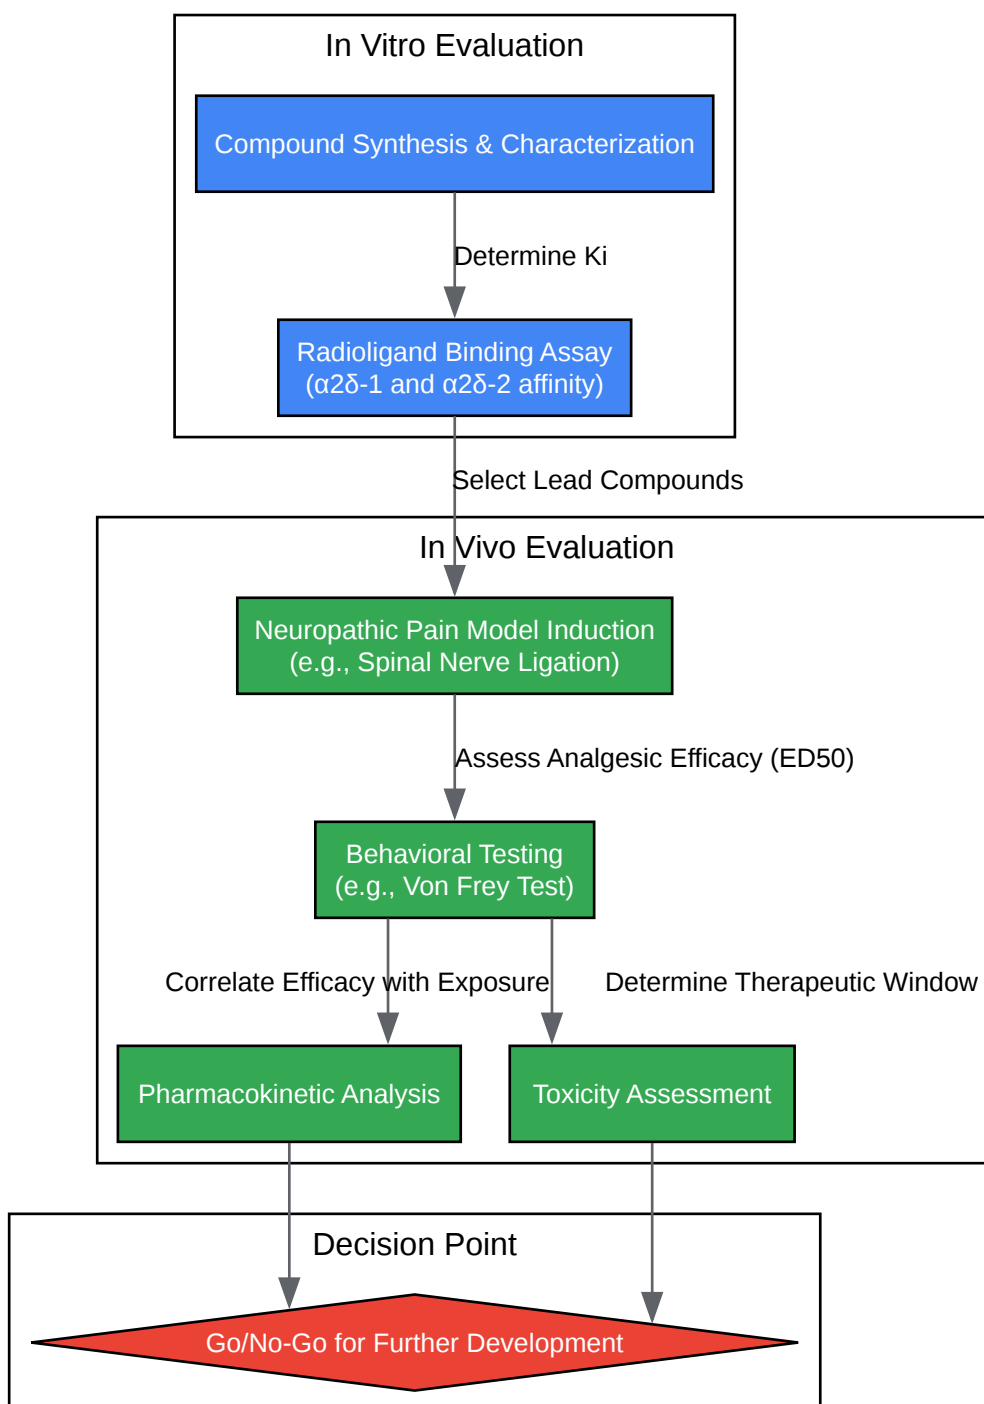 In Vitro Evaluation
Compound Synthesis & Characterization
Determine Ki
Radioligand Binding Assay
(α2δ-1 and α2δ-2 affinity)
Select Lead Compounds
In Vivo Evaluation
Neuropathic Pain Model Induction
(e.g., Spinal Nerve Ligation)
Assess Analgesic Efficacy (ED50)
Behavioral Testing
(e.g., Von Frey Test)
Correlate Efficacy with Exposure
Determine Therapeutic Window
Pharmacokinetic Analysis
Toxicity Assessment
Decision Point
Go/No-Go for Further Development